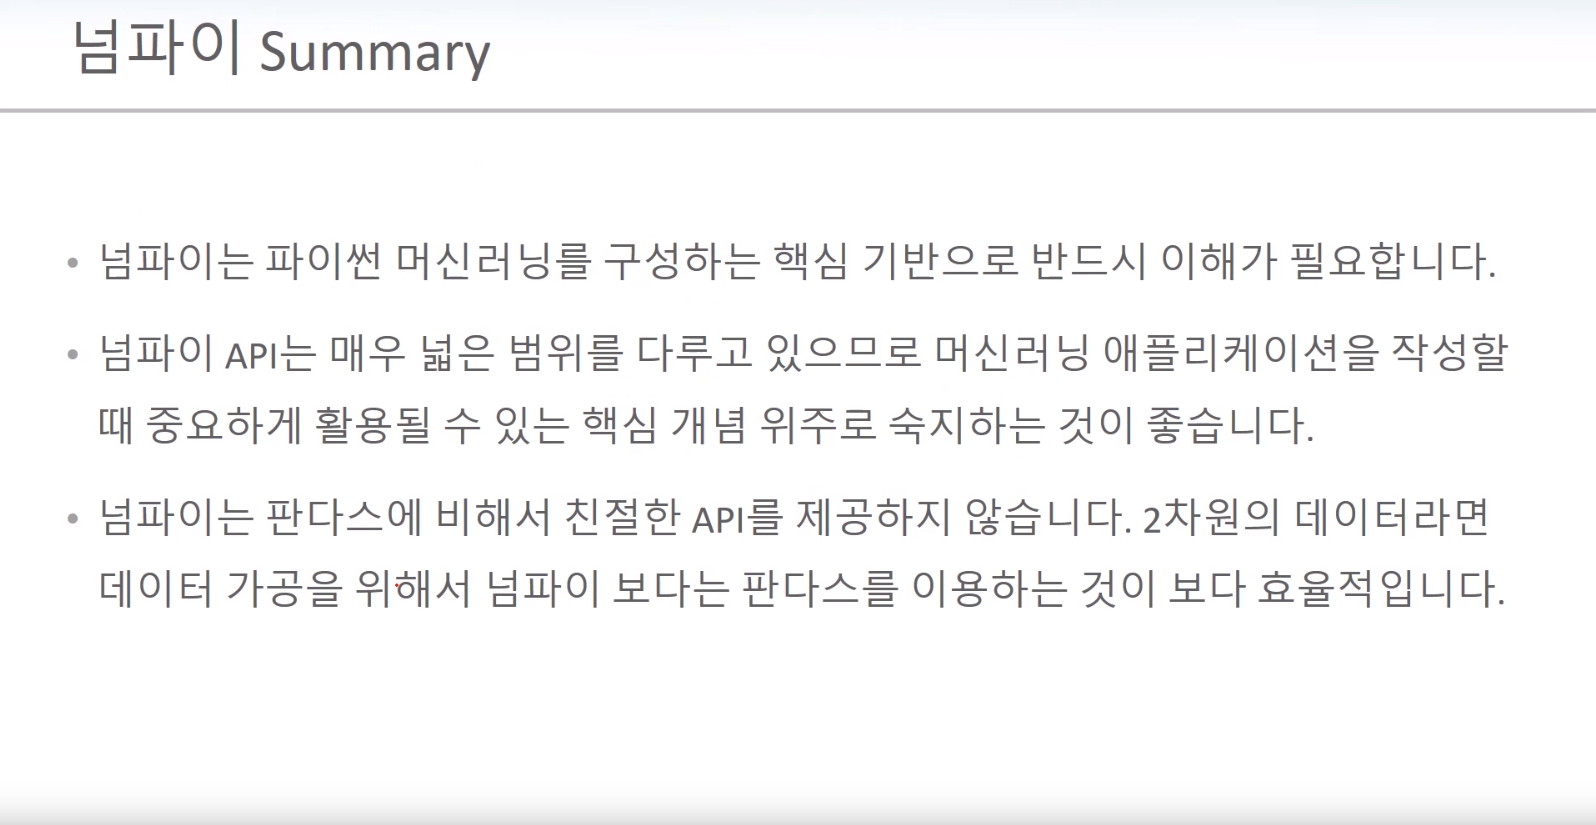 넘파이 Summary
• 넘파이는 파이썬 머신러닝를 구성하는 핵심 기반으로 반드시 이해가 필요합니다.
• 넘파이 API는 매우 넓은 범위를 다루고 있으므로 머신러닝 애플리케이션을 작성할
때 중요하게 활용될 수 있는 핵심 개념 위주로 숙지하는 것이 좋습니다.
• 넘파이는 판다스에 비해서 친절한 API를 제공하지 않습니다. 2차원의 데이터라면
데이터 가공을 위해서 넘파이 보다는 판다스를 이용하는 것이 보다 효율적입니다.